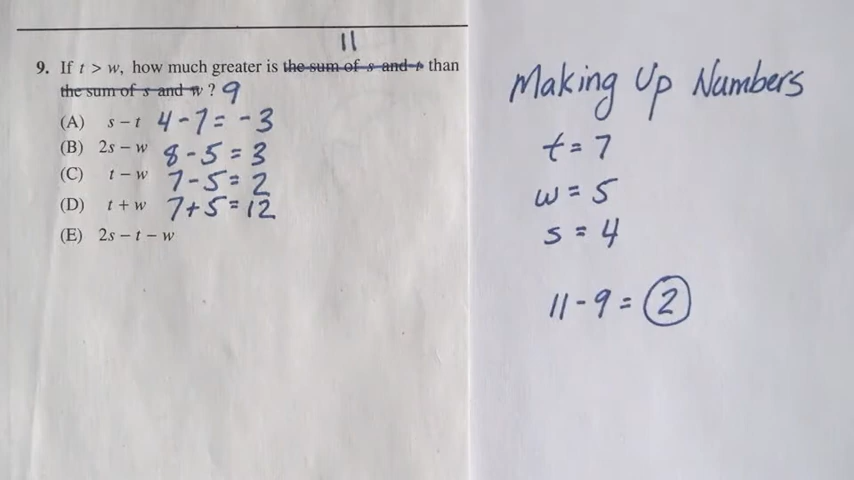 11
9. If t > w, how much greater is the sum of s and t than
the sum of s and w ? 9
(A) s – t 4 - 7 = - 3
(B) 2s – w 8 - 5 = 3
(C) t – w 7 - 5 = 2
(D) t + w 7 + 5 = 12
(E) 2s – t – w
Making Up Numbers
t = 7
w = 5
s = 4
11 - 9 = 2